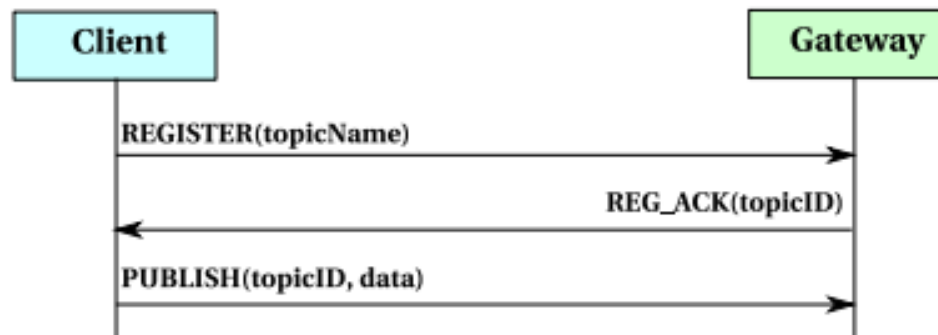 Client
Gateway
REGISTER(topicName)
REG_ACK(topicID)
PUBLISH(topicID, data)